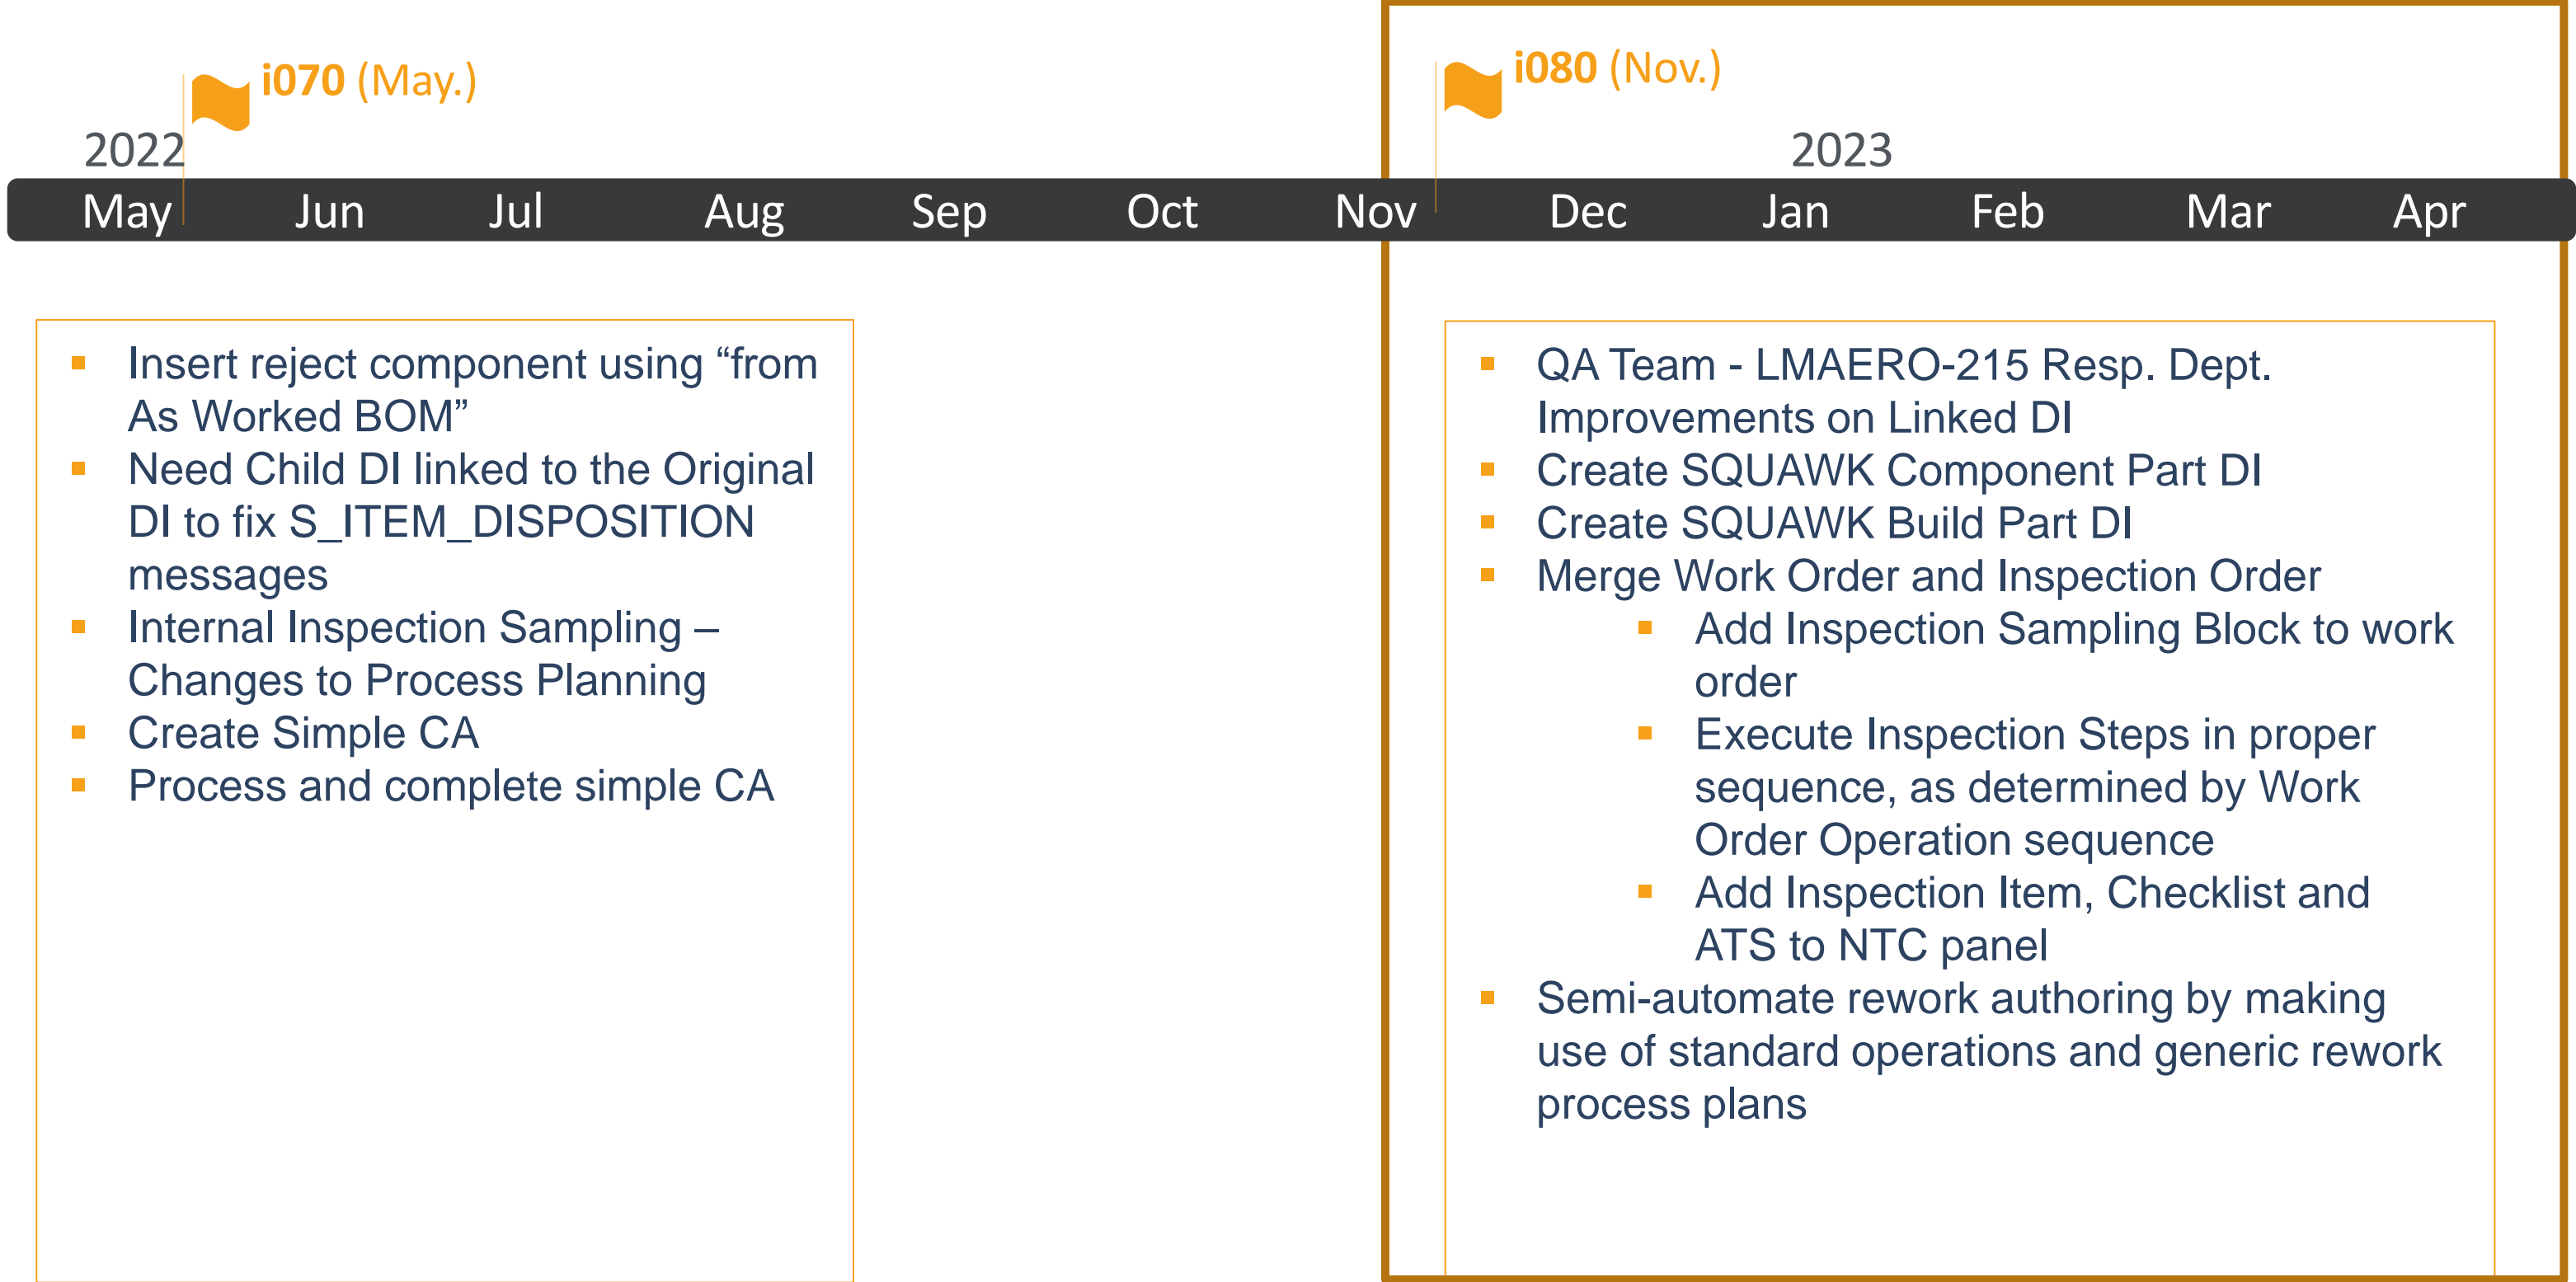 i070 (May.)
i080 (Nov.)
2022
2023
May Jun Jul Aug Sep Oct Nov Dec Jan Feb Mar Apr
Insert reject component using “from
As Worked BOM”
Need Child DI linked to the Original
DI to fix S_ITEM_DISPOSITION
messages
Internal Inspection Sampling –
Changes to Process Planning
Create Simple CA
Process and complete simple CA
QA Team - LMAERO-215 Resp. Dept.
Improvements on Linked DI
Create SQUAWK Component Part DI
Create SQUAWK Build Part DI
Merge Work Order and Inspection Order
Add Inspection Sampling Block to work
order
Execute Inspection Steps in proper
sequence, as determined by Work
Order Operation sequence
Add Inspection Item, Checklist and
ATS to NTC panel
Semi-automate rework authoring by making
use of standard operations and generic rework
process plans